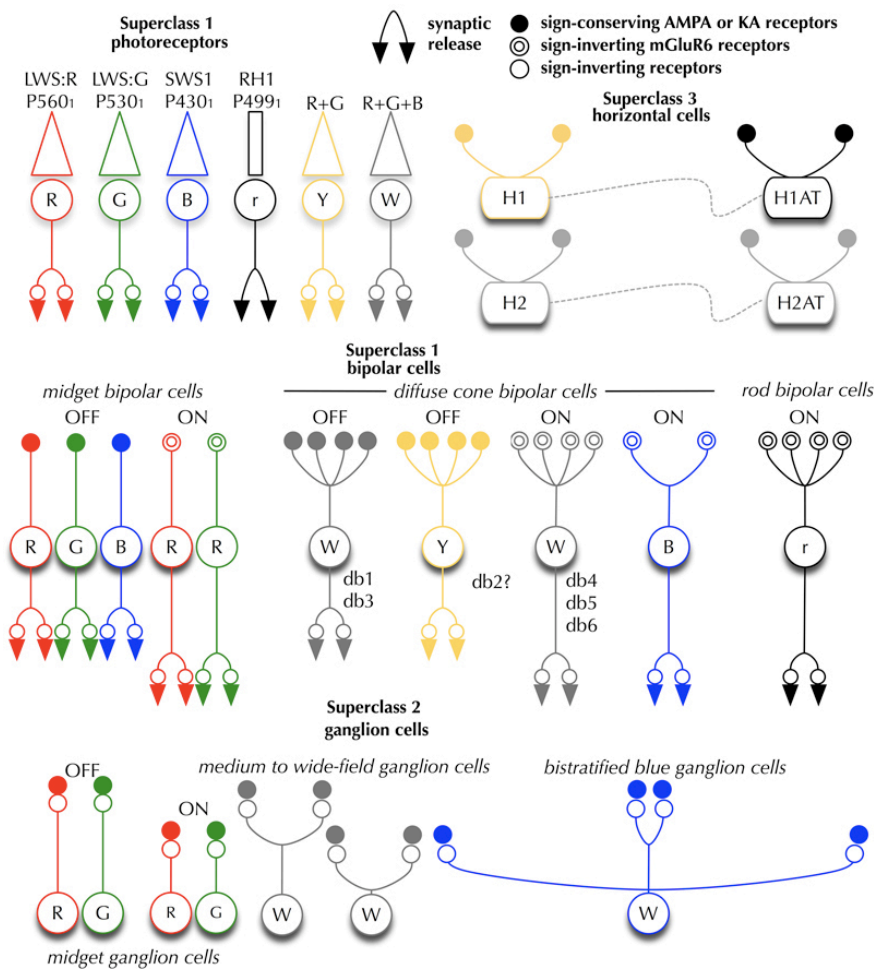 Superclass 1
photoreceptors
synaptic
release
sign-conserving AMPA or KA receptors
sign-inverting mGluR6 receptors
sign-inverting receptors
LWS:R LWS:G SWS1 RH1
P560₁ P530₁ P430₁ P499₁ R+G R+G+B
Superclass 3
horizontal cells
R G B r Y W
H1 H1AT
H2 H2AT
Superclass 1
bipolar cells
midget bipolar cells diffuse cone bipolar cells rod bipolar cells
OFF ON OFF OFF ON ON ON
R G B R R W Y W B r
db1
db3
db2?
db4
db5
db6
Superclass 2
ganglion cells
medium to wide-field ganglion cells bistratified blue ganglion cells
OFF
ON
R G R G W W W
midget ganglion cells